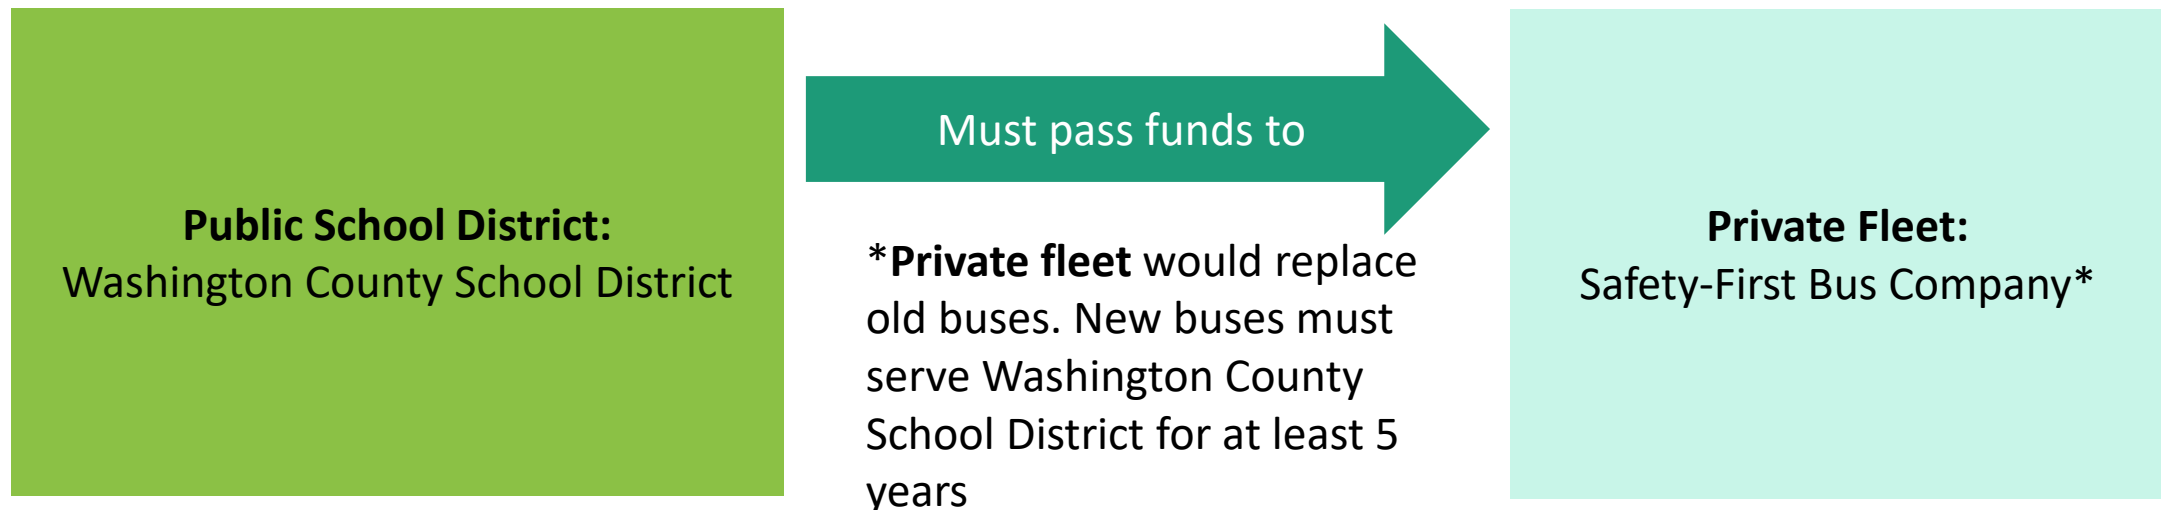 Public School District:
Washington County School District
Must pass funds to
*Private fleet would replace
old buses. New buses must
serve Washington County
School District for at least 5
years
Private Fleet:
Safety-First Bus Company*